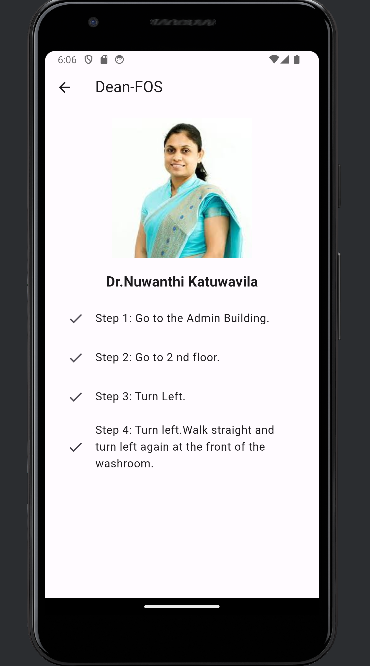 6:06
Dean-FOS
Dr.Nuwanthi Katuwavila
Step 1: Go to the Admin Building.
Step 2: Go to 2 nd floor.
Step 3: Turn Left.
Step 4: Turn left.Walk straight and
turn left again at the front of the
washroom.